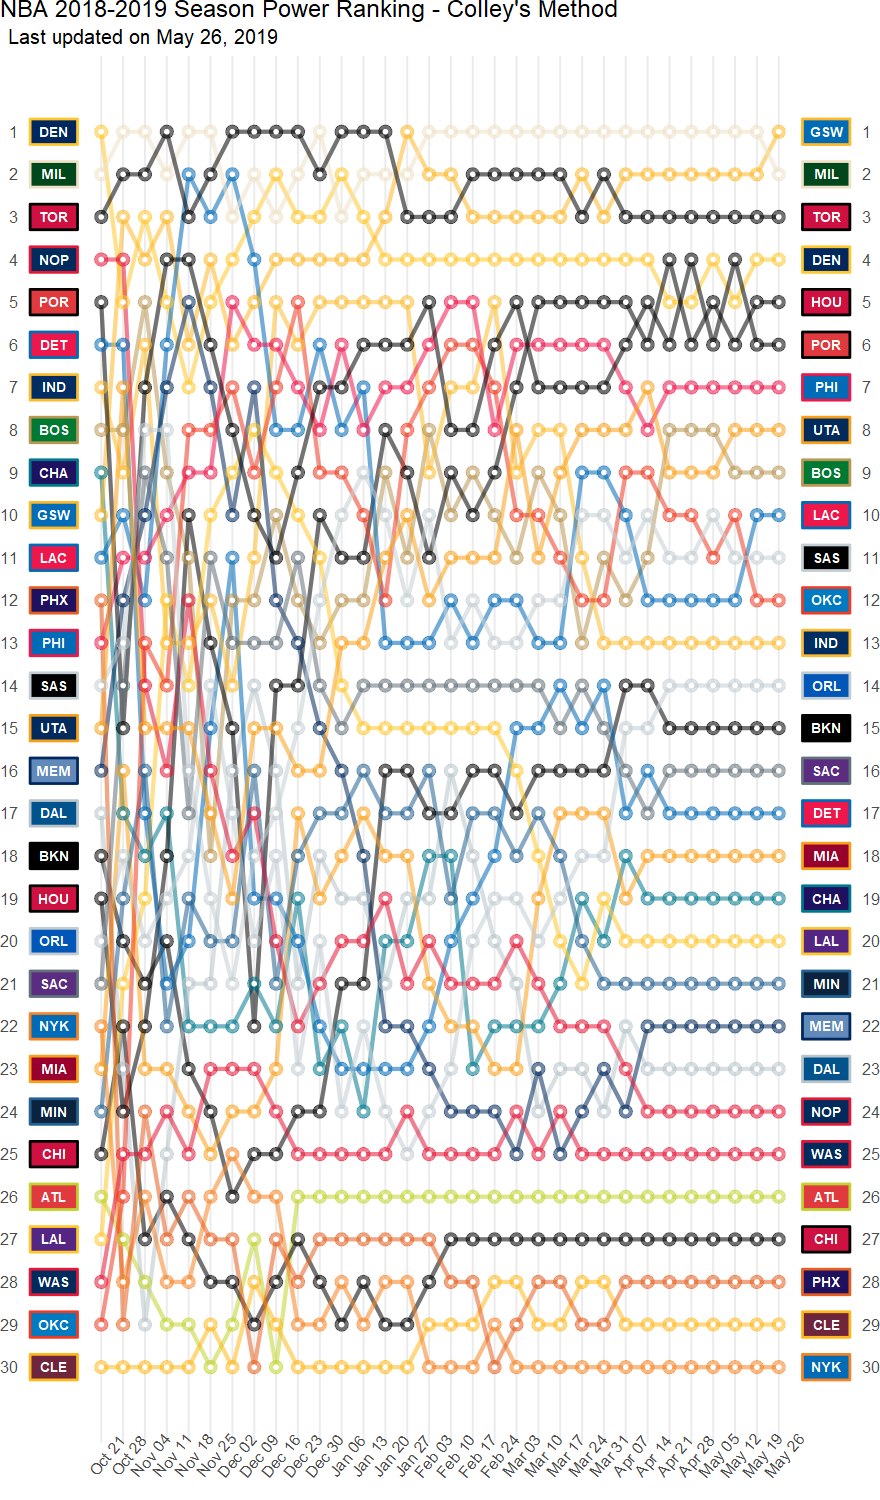 NBA 2018-2019 Season Power Ranking - Colley's Method
Last updated on May 26, 2019
1 DEN GSW 1
2 MIL MIL 2
3 TOR TOR 3
4 NOP DEN 4
5 POR HOU 5
6 DET POR 6
7 IND PHI 7
8 BOS UTA 8
9 CHA BOS 9
10 GSW LAC 10
11 LAC SAS 11
12 PHX OKC 12
13 PHI IND 13
14 SAS ORL 14
15 UTA BKN 15
16 MEM SAC 16
17 DAL DET 17
18 BKN MIA 18
19 HOU CHA 19
20 ORL LAL 20
21 SAC MIN 21
22 NYK MEM 22
23 MIA DAL 23
24 MIN NOP 24
25 CHI WAS 25
26 ATL ATL 26
27 LAL CHI 27
28 WAS PHX 28
29 OKC CLE 29
30 CLE NYK 30
Oct 21
Oct 28
Nov 04
Nov 11
Nov 18
Nov 25
Dec 02
Dec 09
Dec 16
Dec 23
Dec 30
Jan 06
Jan 13
Jan 20
Jan 27
Feb 03
Feb 10
Feb 17
Feb 24
Mar 03
Mar 10
Mar 17
Mar 24
Mar 31
Apr 07
Apr 14
Apr 21
Apr 28
May 05
May 12
May 19
May 26